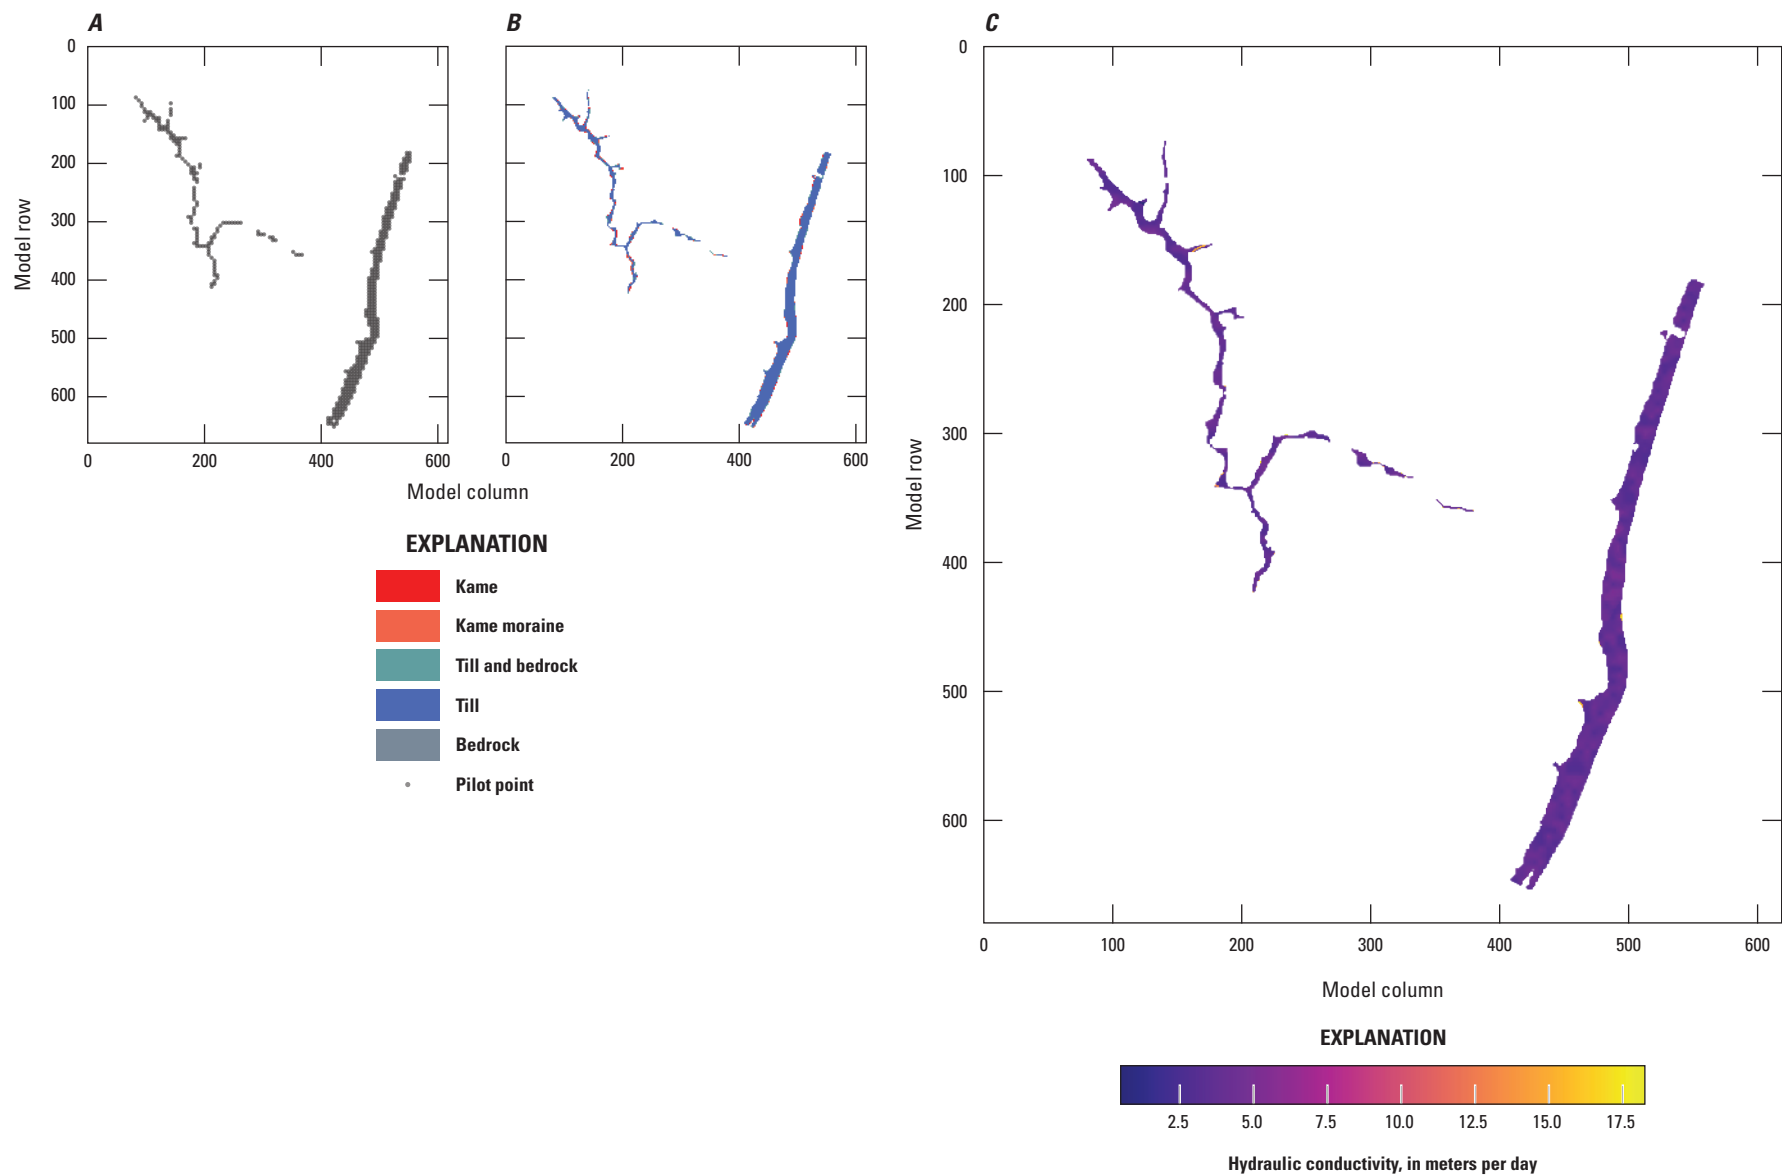 A
B
C
0
100
200
300
400
500
600
Model row
0
200
400
600
0
200
400
600
Model column
EXPLANATION
Kame
Kame moraine
Till and bedrock
Till
Bedrock
Pilot point
0
100
200
300
400
500
600
Model row
0
100
200
300
400
500
600
Model column
EXPLANATION
2.5 5.0 7.5 10.0 12.5 15.0 17.5
Hydraulic conductivity, in meters per day